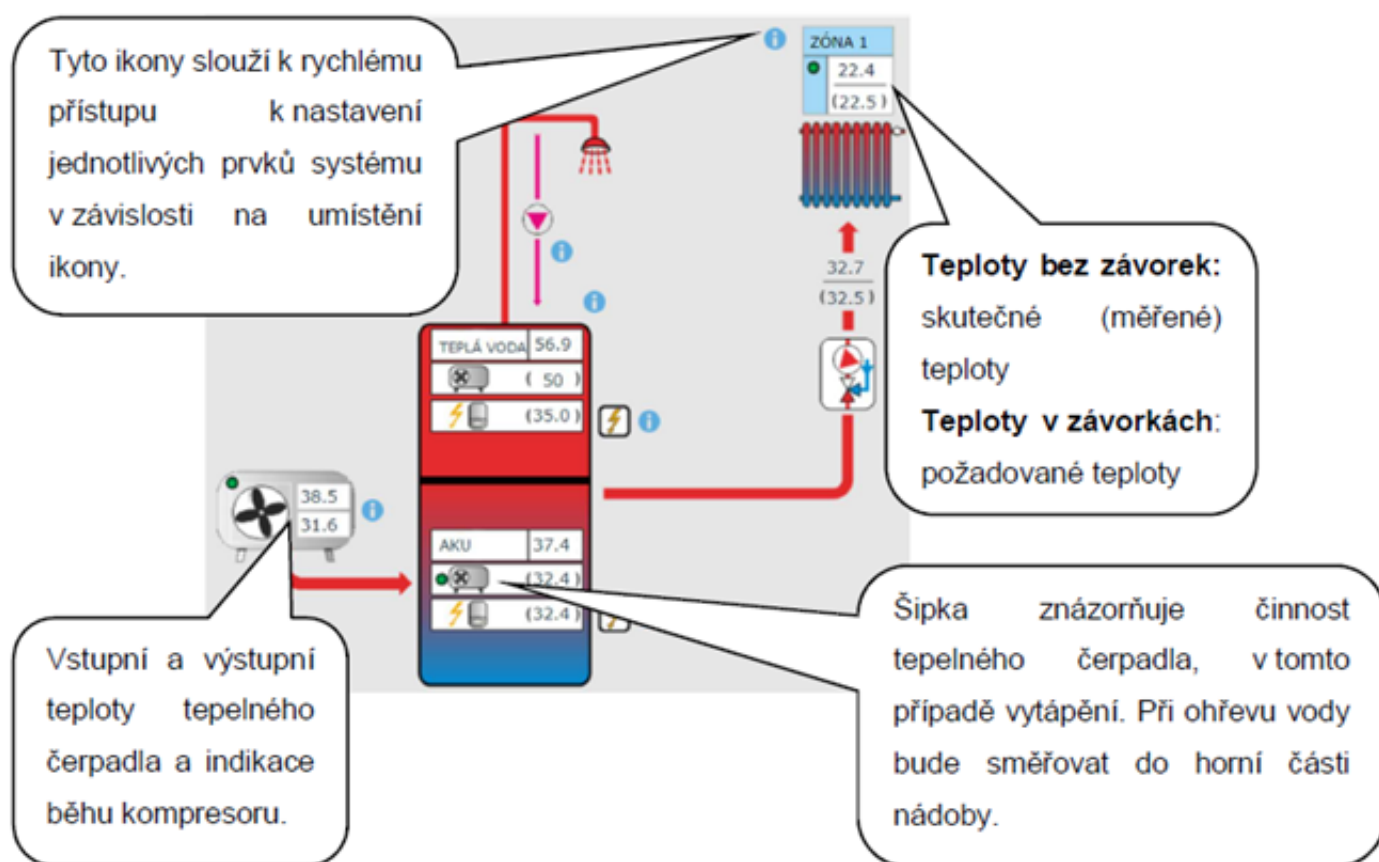 Tyto ikony slouží k rychlému
přístupu k nastavení
jednotlivých prvků systému
v závislosti na umístění
ikony.
ZÓNA 1
22.4
(22.5)
Teploty bez závorek:
skutečné (měřené)
teploty
Teploty v závorkách:
požadované teploty
32.7
(32.5)
TEPLÁ VODA 56.9
( 50 )
(35.0)
38.5
31.6
AKU 37.4
(32.4)
(32.4)
Vstupní a výstupní
teploty tepelného
čerpadla a indikace
běhu kompresoru.
Šipka znázorňuje činnost
tepelného čerpadla, v tomto
případě vytápění. Při ohřevu vody
bude směřovat do horní části
nádoby.